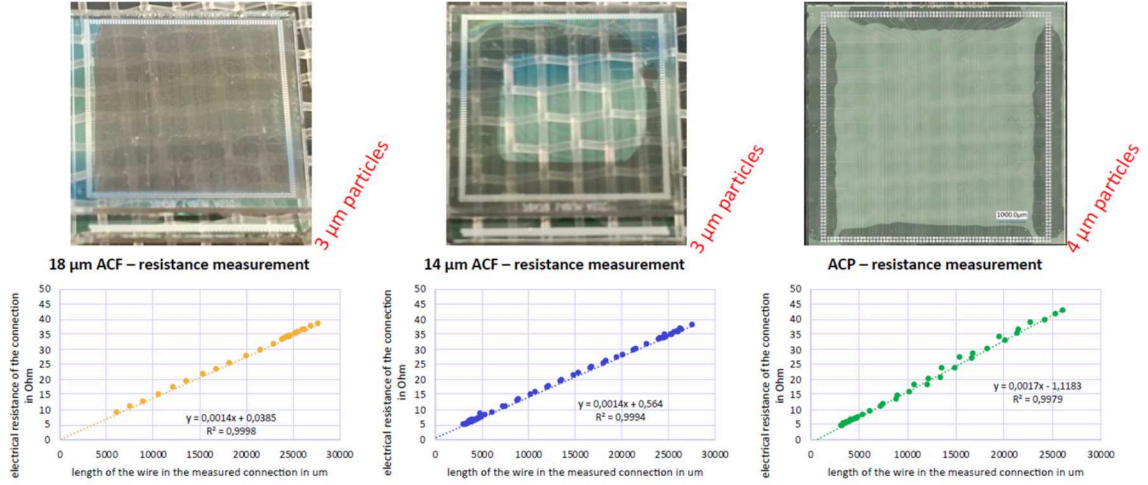 3 µm particles
3 µm particles
4 µm particles
1000.0µm
18 µm ACF – resistance measurement
14 µm ACF – resistance measurement
ACP – resistance measurement
electrical resistance of the connection
in Ohm
50
45
40
35
30
25
20
15
10
5
0
y = 0,0014x + 0,0385
R² = 0,9998
0
5000
10000
15000
20000
25000
30000
length of the wire in the measured connection in um
electrical resistance of the connection
in Ohm
50
45
40
35
30
25
20
15
10
5
0
y = 0,0014x + 0,564
R² = 0,9994
0
5000
10000
15000
20000
25000
30000
length of the wire in the measured connection in um
electrical resistance of the connection
in Ohm
50
45
40
35
30
25
20
15
10
5
0
y = 0,0017x - 1,1183
R² = 0,9979
0
5000
10000
15000
20000
25000
30000
length of the wire in the measured connection in um